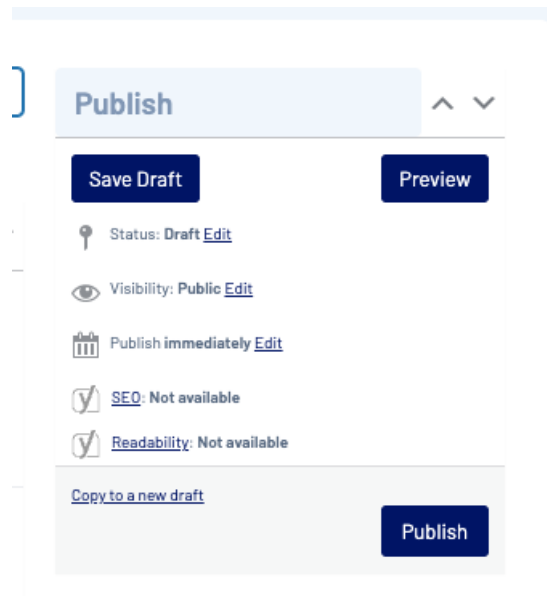 Publish
Save Draft Preview
Status: Draft Edit
Visibility: Public Edit
Publish immediately Edit
SEO: Not available
Readability: Not available
Copy to a new draft
Publish